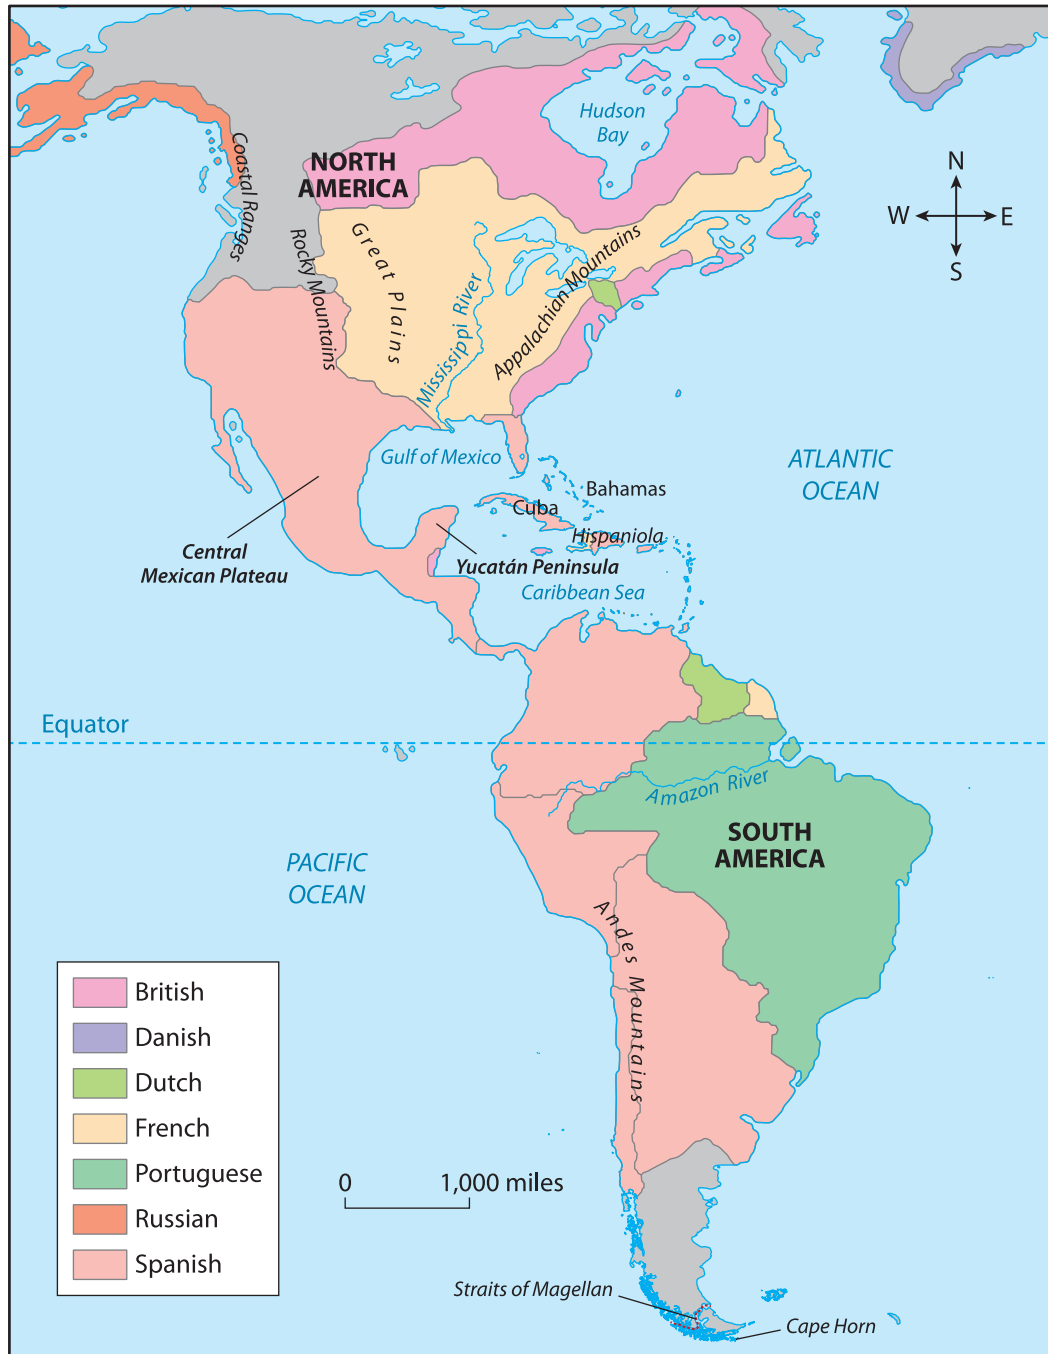 Hudson
Bay
Coastal Ranges
NORTH
AMERICA
N
W
E
S
Rocky Mountains
Great Plains
Mississippi River
Appalachian Mountains
Gulf of Mexico
ATLANTIC
OCEAN
Bahamas
Cuba
Hispaniola
Central
Mexican Plateau
Yucatán Peninsula
Caribbean Sea
Equator
Amazon River
SOUTH
AMERICA
PACIFIC
OCEAN
Andes Mountains
British
Danish
Dutch
French
Portuguese
Russian
Spanish
0
1,000 miles
Straits of Magellan
Cape Horn